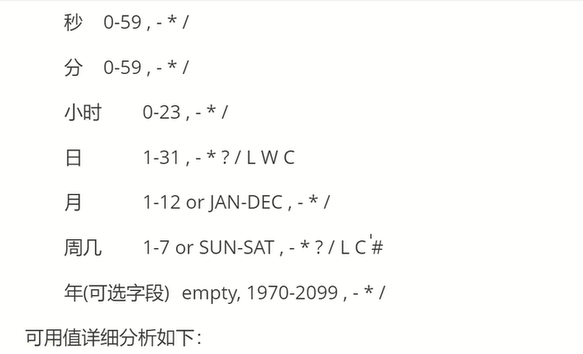 秒 0-59 , - * /
分 0-59 , - * /
小时 0-23 , - * /
日 1-31 , - * ? / L W C
月 1-12 or JAN-DEC , - * /
周几 1-7 or SUN-SAT , - * ? / L C '#
年(可选字段) empty, 1970-2099 , - * /
可用值详细分析如下：